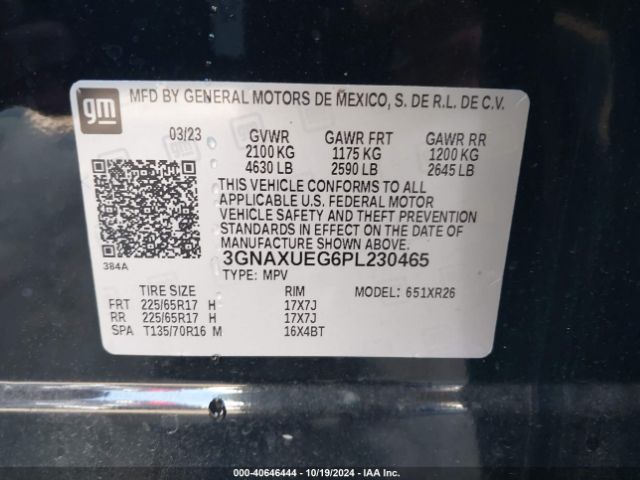 gm
MFD BY GENERAL MOTORS DE MEXICO, S. DE R.L. DE C.V.
03/23 GVWR GAWR FRT GAWR RR
2100 KG 1175 KG 1200 KG
4630 LB 2590 LB 2645 LB
THIS VEHICLE CONFORMS TO ALL
APPLICABLE U.S. FEDERAL MOTOR
VEHICLE SAFETY AND THEFT PREVENTION
STANDARDS IN EFFECT ON THE DATE OF
MANUFACTURE SHOWN ABOVE.
384A
3GNAXUEG6PL230465
TYPE: MPV
TIRE SIZE RIM MODEL: 651XR26
FRT 225/65R17 H 17X7J
RR 225/65R17 H 17X7J
SPA T135/70R16 M 16X4BT
000-40646444 | 10/19/2024 | IAAI.COM